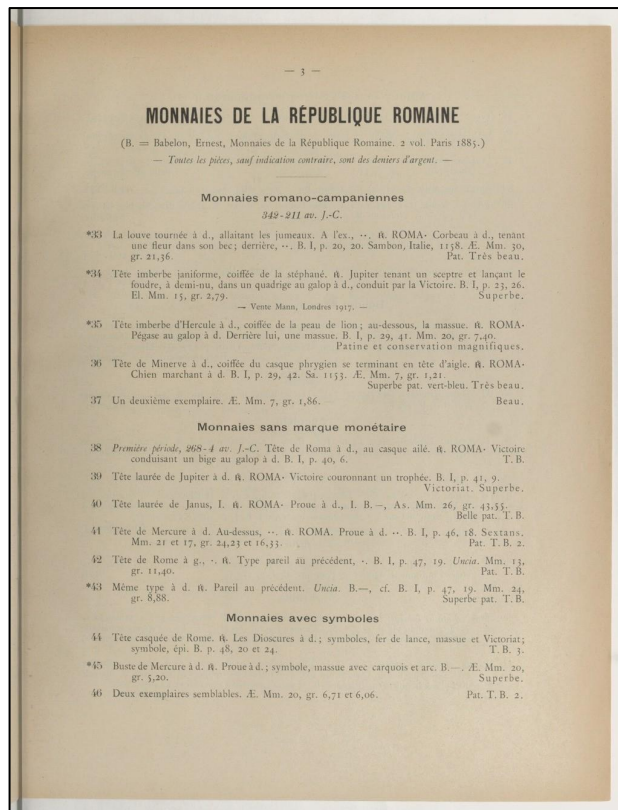 — 3 —
MONNAIES DE LA RÉPUBLIQUE ROMAINE
(B. = Babelon, Ernest, Monnaies de la République Romaine. 2 vol. Paris 1885.)
— Toutes les pièces, sauf indication contraire, sont des deniers d'argent. —
Monnaies romano-campaniennes
342-211 av. J.-C.
*33 La louve tournée à d., allaitant les jumeaux. A l'ex., ··. ℟. ROMA· Corbeau à d., tenant
une fleur dans son bec; derrière, ··. B. I, p. 20, 20. Sambon, Italie, 1158. Æ. Mm. 30,
gr. 21,36. Pat. Très beau.
*34 Tête imberbe janiforme, coiffée de la stéphané. ℟. Jupiter tenant un sceptre et lançant le
foudre, à demi-nu, dans un quadrige au galop à d., conduit par la Victoire. B. I, p. 23, 26.
El. Mm. 15, gr. 2,79. Superbe.
— Vente Mann, Londres 1917. —
*35 Tête imberbe d'Hercule à d., coiffée de la peau de lion; au-dessous, la massue. ℟. ROMA·
Pégase au galop à d. Derrière lui, une massue. B. I, p. 29, 41. Mm. 20, gr. 7,40.
Patine et conservation magnifiques.
36 Tête de Minerve à d., coiffée du casque phrygien se terminant en tête d'aigle. ℟. ROMA·
Chien marchant à d. B. I, p. 29, 42. Sa. 1153. Æ. Mm. 7, gr. 1,21.
Superbe pat. vert-bleu. Très beau.
37 Un deuxième exemplaire. Æ. Mm. 7, gr. 1,86. Beau.
Monnaies sans marque monétaire
38 Première période, 268-4 av. J.-C. Tête de Roma à d., au casque ailé. ℟. ROMA· Victoire
conduisant un bige au galop à d. B. I, p. 40, 6. T. B.
39 Tête laurée de Jupiter à d. ℟. ROMA· Victoire couronnant un trophée. B. I, p. 41, 9.
Victoriat. Superbe.
40 Tête laurée de Janus, I. ℟. ROMA· Proue à d., I. B. —, As. Mm. 26, gr. 43,55.
Belle pat. T. B.
41 Tête de Mercure à d. Au-dessus, ··. ℟. ROMA. Proue à d. ··. B. I, p. 46, 18. Sextans.
Mm. 21 et 17, gr. 24,23 et 16,33. Pat. T. B. 2.
42 Tête de Rome à g., ·. ℟. Type pareil au précédent, ·. B. I, p. 47, 19. Uncia. Mm. 13,
gr. 11,40. Pat. T. B.
*43 Même type à d. ℟. Pareil au précédent. Uncia. B.—, cf. B. I, p. 47, 19. Mm. 24,
gr. 8,88. Superbe pat. T. B.
Monnaies avec symboles
44 Tête casquée de Rome. ℟. Les Dioscures à d.; symboles, fer de lance, massue et Victoriat;
symbole, épi. B. p. 48, 20 et 24. T. B. 3.
*45 Buste de Mercure à d. ℟. Proue à d.; symbole, massue avec carquois et arc. B.—. Æ. Mm. 20,
gr. 5,20. Superbe.
46 Deux exemplaires semblables. Æ. Mm. 20, gr. 6,71 et 6,06. Pat. T. B. 2.